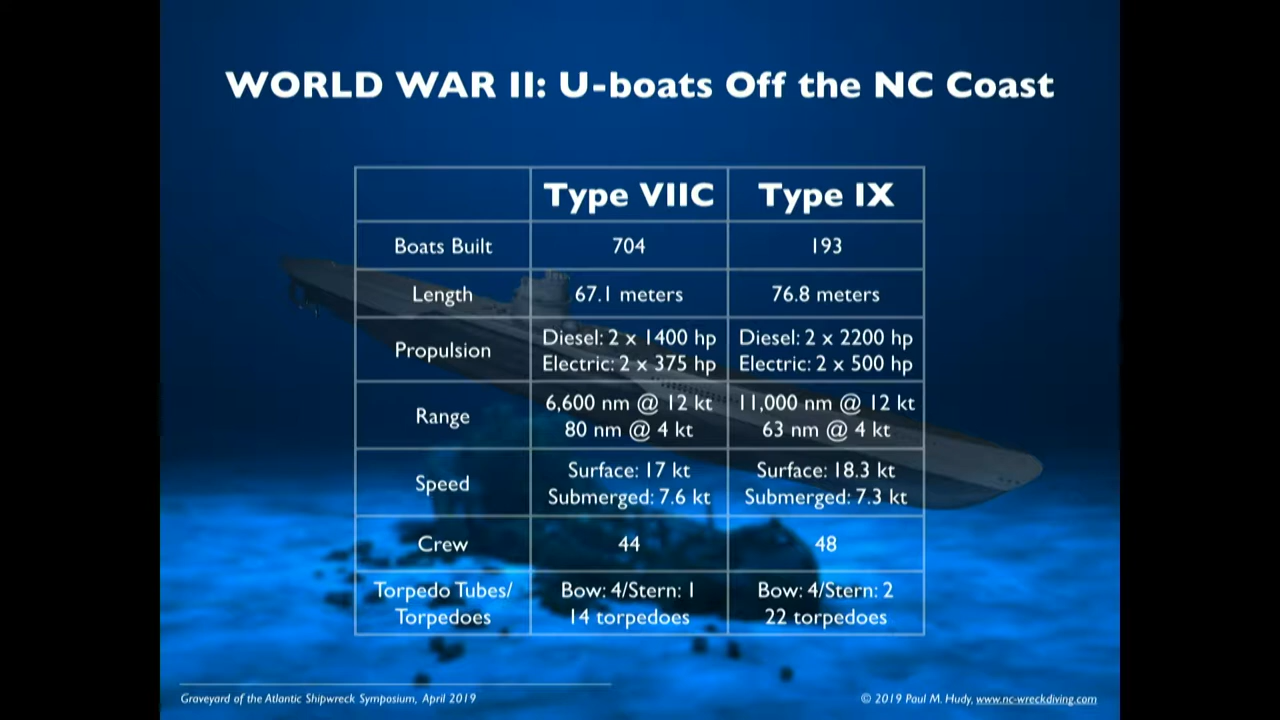 WORLD WAR II: U-boats Off the NC Coast
Type VIIC Type IX
Boats Built 704 193
Length 67.1 meters 76.8 meters
Propulsion
Diesel: 2 x 1400 hp Diesel: 2 x 2200 hp
Electric: 2 x 375 hp Electric: 2 x 500 hp
Range
6,600 nm @ 12 kt 11,000 nm @ 12 kt
80 nm @ 4 kt 63 nm @ 4 kt
Speed
Surface: 17 kt Surface: 18.3 kt
Submerged: 7.6 kt Submerged: 7.3 kt
Crew 44 48
Torpedo Tubes/ Bow: 4/Stern: 1 Bow: 4/Stern: 2
Torpedoes 14 torpedoes 22 torpedoes
Graveyard of the Atlantic Shipwreck Symposium, April 2019
© 2019 Paul M. Hudy, www.nc-wreckdiving.com